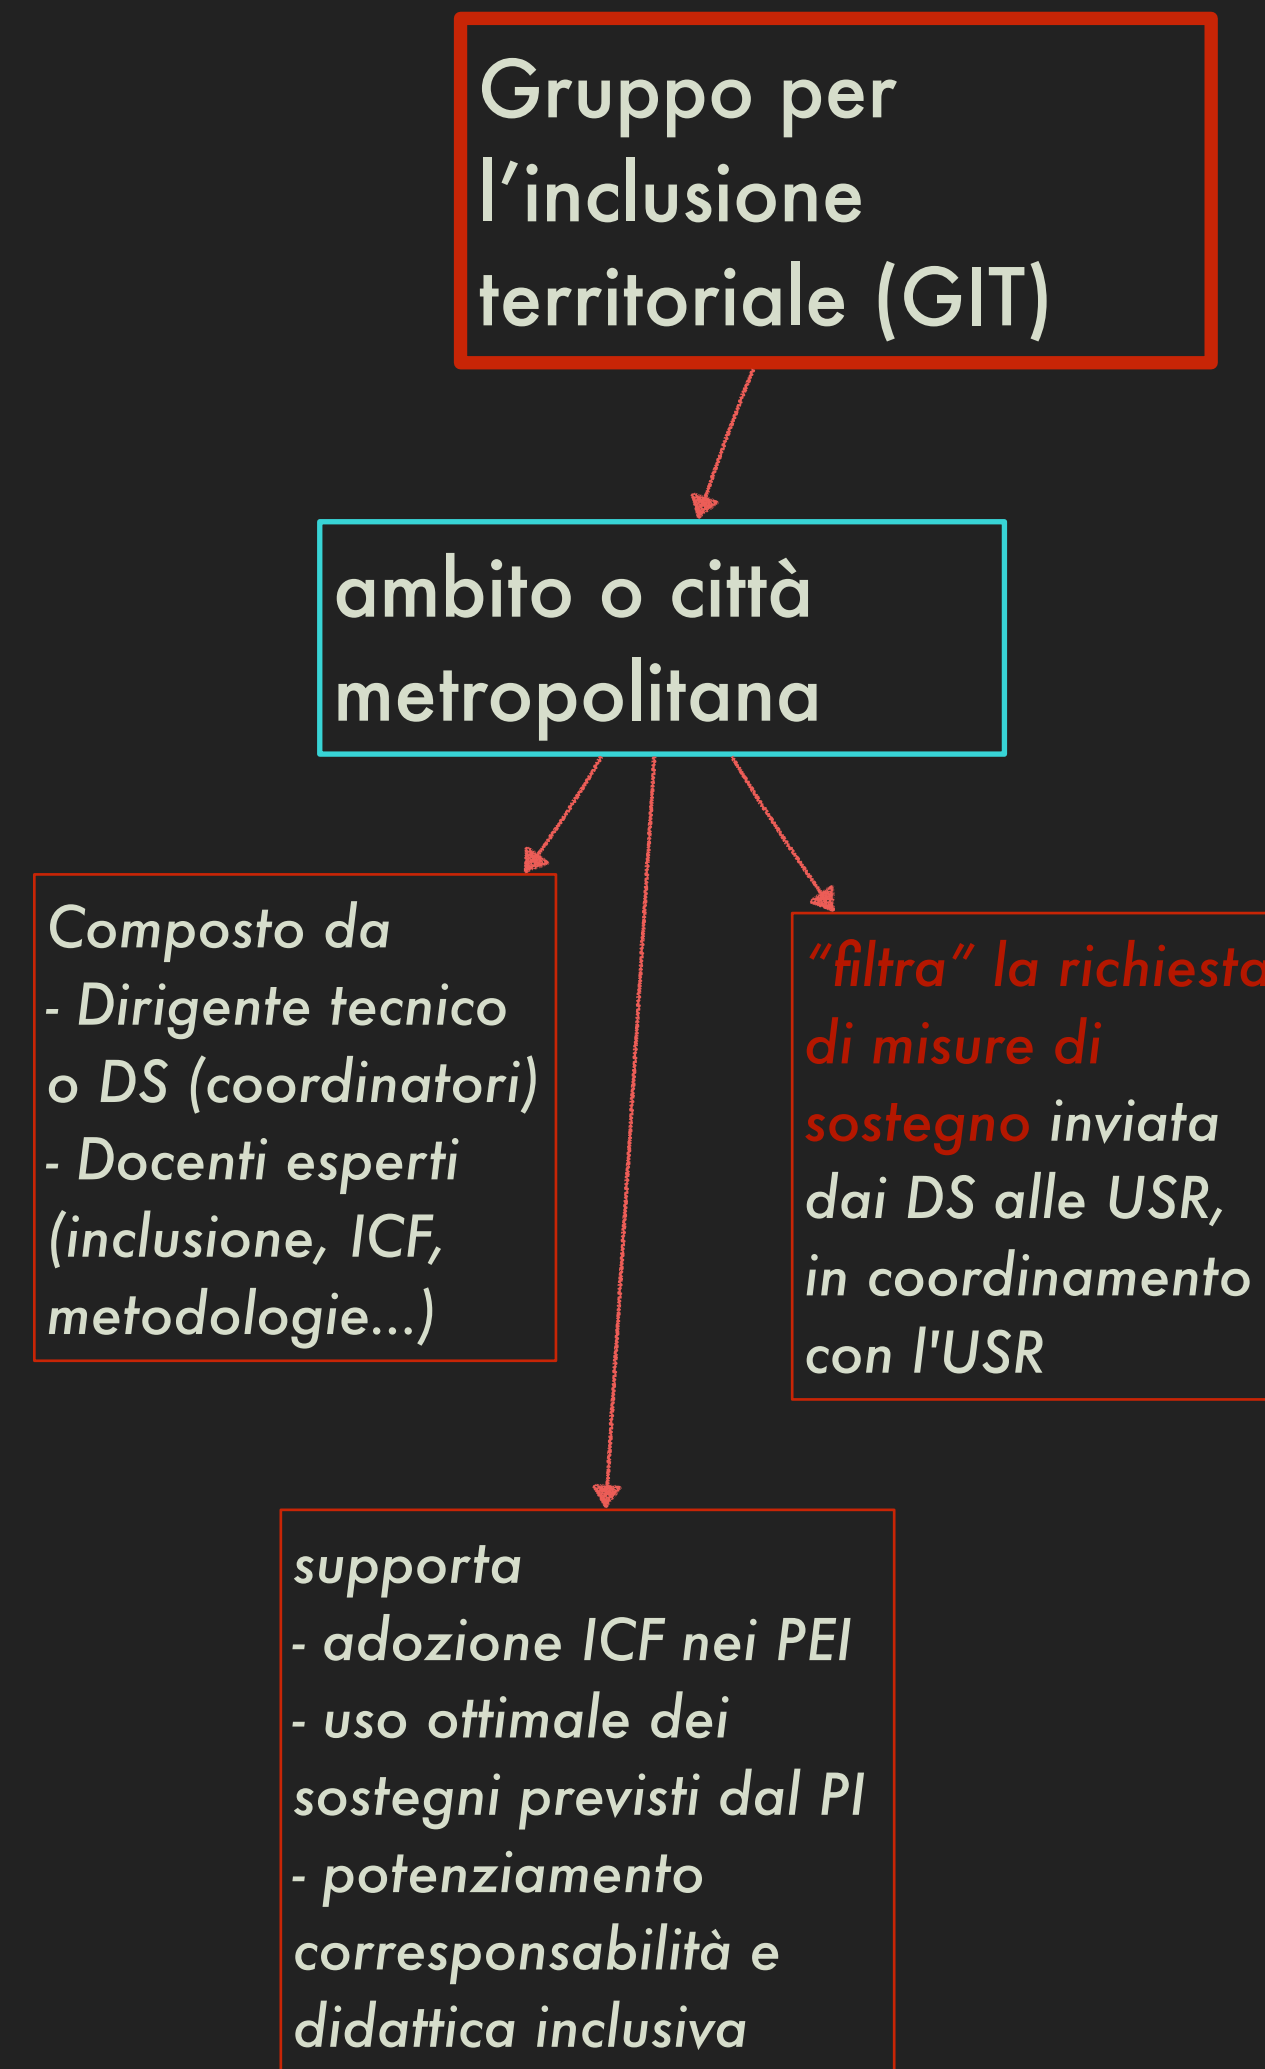 Gruppo per
l’inclusione
territoriale (GIT)
ambito o città
metropolitana
Composto da
- Dirigente tecnico
o DS (coordinatori)
- Docenti esperti
(inclusione, ICF,
metodologie...)
“filtra” la richiesta
di misure di
sostegno inviata
dai DS alle USR,
in coordinamento
con l'USR
supporta
- adozione ICF nei PEI
- uso ottimale dei
sostegni previsti dal PI
- potenziamento
corresponsabilità e
didattica inclusiva